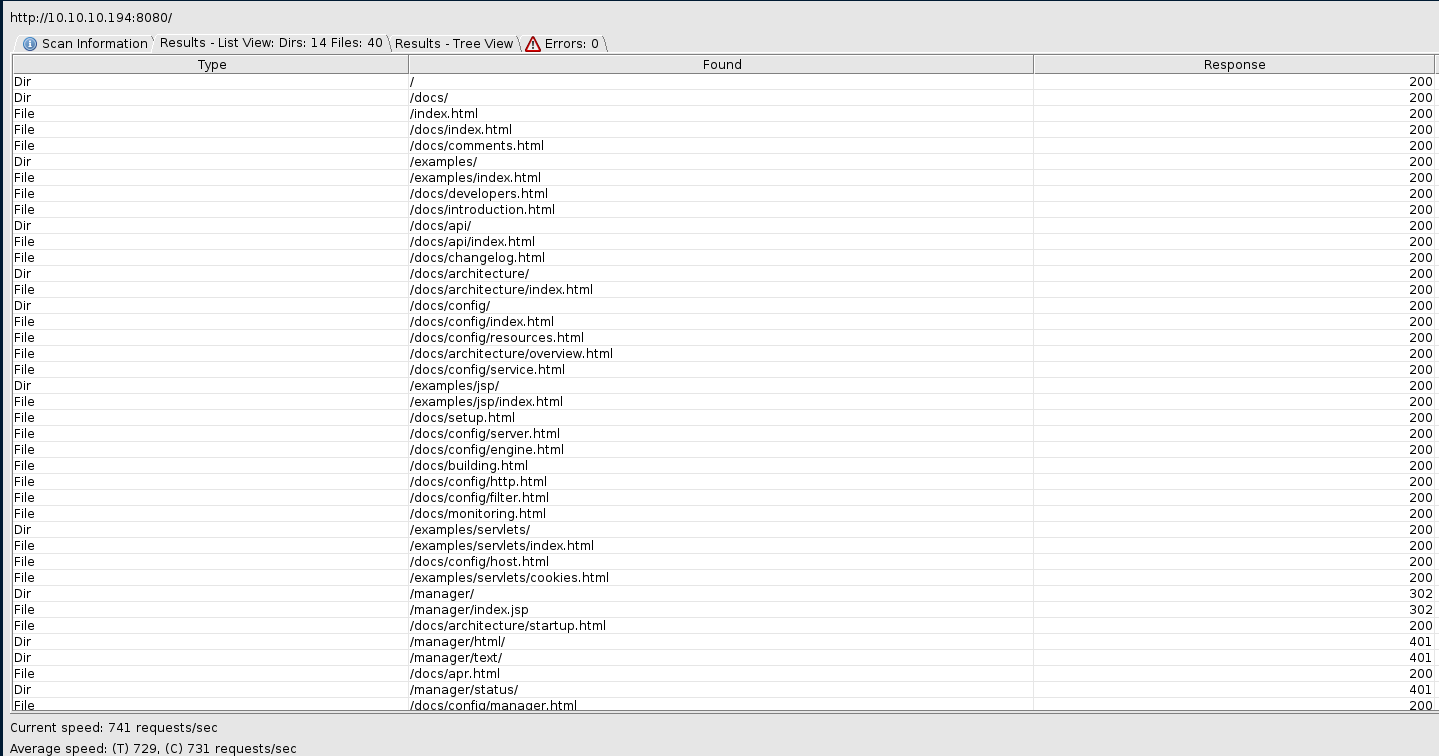 http://10.10.10.194:8080/
Scan Information Results - List View: Dirs: 14 Files: 40 Results - Tree View Errors: 0
Type Found Response
Dir / 200
Dir /docs/ 200
File /index.html 200
File /docs/index.html 200
File /docs/comments.html 200
Dir /examples/ 200
File /examples/index.html 200
File /docs/developers.html 200
File /docs/introduction.html 200
Dir /docs/api/ 200
File /docs/api/index.html 200
File /docs/changelog.html 200
Dir /docs/architecture/ 200
File /docs/architecture/index.html 200
Dir /docs/config/ 200
File /docs/config/index.html 200
File /docs/config/resources.html 200
File /docs/architecture/overview.html 200
File /docs/config/service.html 200
Dir /examples/jsp/ 200
File /examples/jsp/index.html 200
File /docs/setup.html 200
File /docs/config/server.html 200
File /docs/config/engine.html 200
File /docs/building.html 200
File /docs/config/http.html 200
File /docs/config/filter.html 200
File /docs/monitoring.html 200
Dir /examples/servlets/ 200
File /examples/servlets/index.html 200
File /docs/config/host.html 200
File /examples/servlets/cookies.html 200
Dir /manager/ 302
File /manager/index.jsp 302
File /docs/architecture/startup.html 200
Dir /manager/html/ 401
Dir /manager/text/ 401
File /docs/apr.html 200
Dir /manager/status/ 401
File /docs/config/manager.html 200
Current speed: 741 requests/sec
Average speed: (T) 729, (C) 731 requests/sec